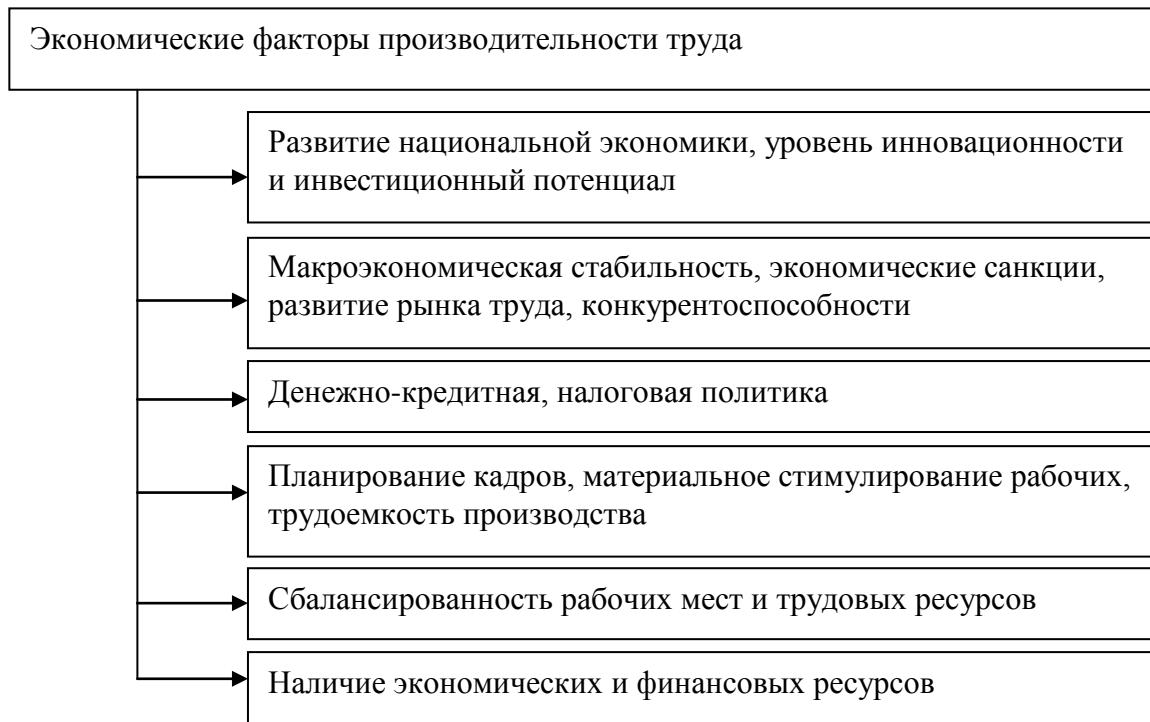 Экономические факторы производительности труда
Развитие национальной экономики, уровень инновационности
и инвестиционный потенциал
Макроэкономическая стабильность, экономические санкции,
развитие рынка труда, конкурентоспособности
Денежно-кредитная, налоговая политика
Планирование кадров, материальное стимулирование рабочих,
трудоемкость производства
Сбалансированность рабочих мест и трудовых ресурсов
Наличие экономических и финансовых ресурсов